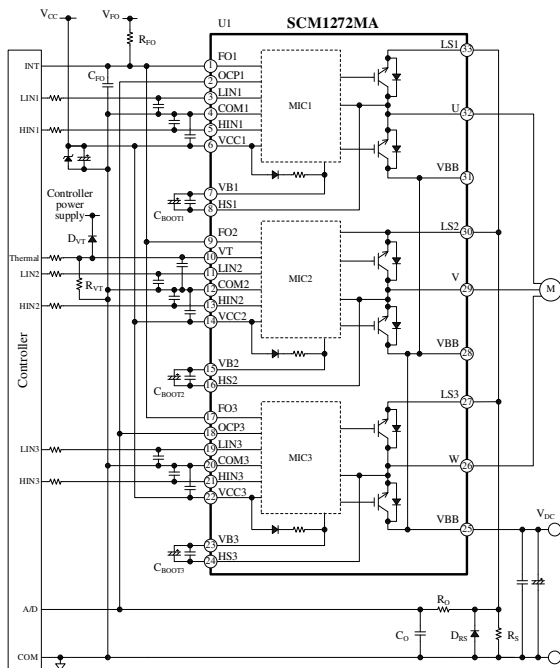 VCC
VFO
U1
SCM1272MA
RFO
INT
CFO
1 FO1
2 OCP1
LIN1
3 LIN1
4 COM1
HIN1
5 HIN1
6 VCC1
MIC1
LS1
33
U
32
VBB
31
7 VB1
CBOOT1
8 HS1
Controller
power
supply
DVT
9 FO2
Thermal
10 VT
LIN2
11 LIN2
RVT
12 COM2
HIN2
13 HIN2
14 VCC2
MIC2
LS2
30
V
29
M
VBB
28
15 VB2
CBOOT2
16 HS2
Controller
17 FO3
18 OCP3
LIN3
19 LIN3
20 COM3
HIN3
21 HIN3
22 VCC3
MIC3
LS3
27
W
26
VBB
25
VDC
23 VB3
CBOOT3
24 HS3
A/D
RO
CO
DRS
RS
COM